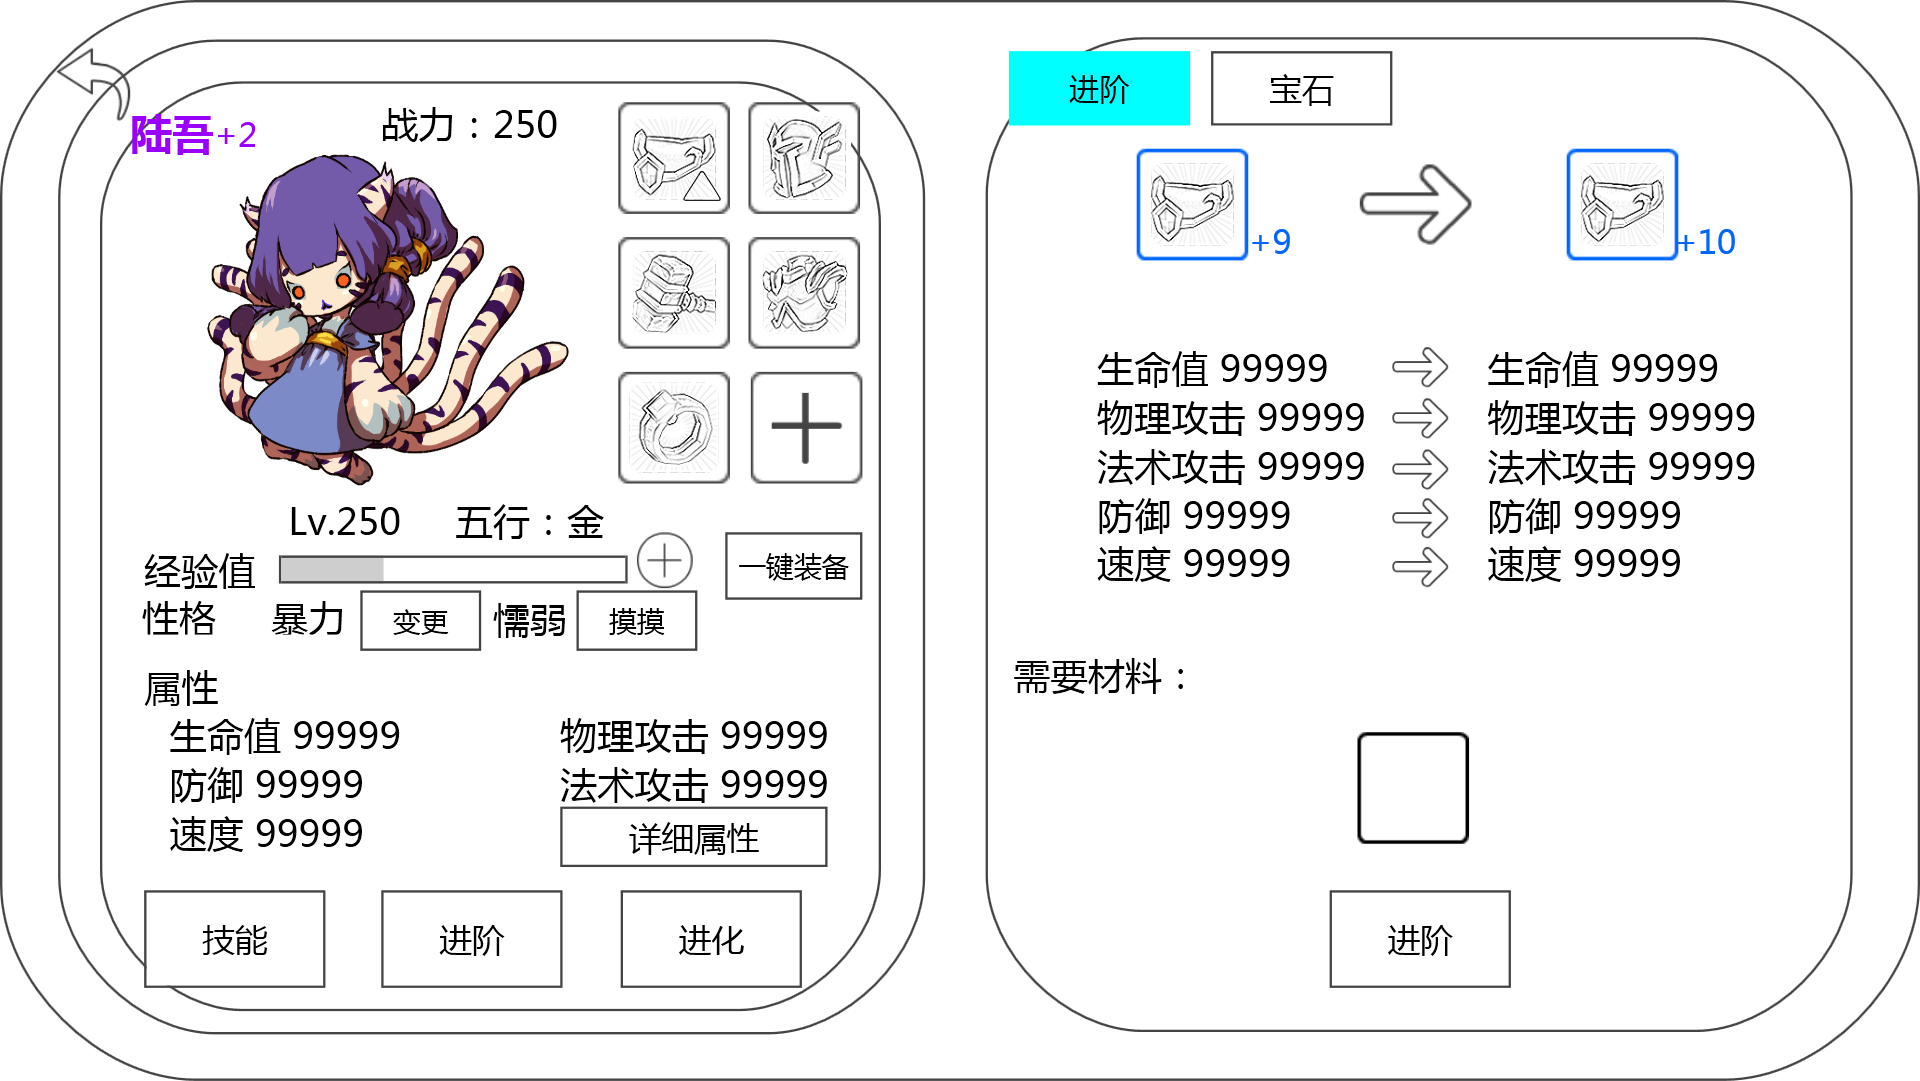 陆吾+2
战力：250
Lv.250 五行：金
经验值
一键装备
性格 暴力 变更 懦弱 摸摸
属性
生命值 99999 物理攻击 99999
防御 99999 法术攻击 99999
速度 99999 详细属性
技能 进阶 进化
进阶 宝石
+9 +10
生命值 99999 生命值 99999
物理攻击 99999 物理攻击 99999
法术攻击 99999 法术攻击 99999
防御 99999 防御 99999
速度 99999 速度 99999
需要材料：
进阶